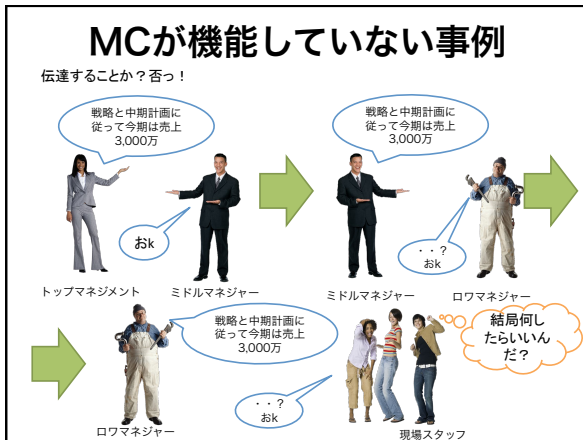 MCが機能していない事例
伝達することか？否っ！
戦略と中期計画に
従って今期は売上
3,000万
おk
トップマネジメント
ミドルマネジャー
戦略と中期計画に
従って今期は売上
3,000万
・・？
おk
ミドルマネジャー
ロワマネジャー
戦略と中期計画に
従って今期は売上
3,000万
・・？
おk
結局何し
たらいいん
だ？
ロワマネジャー
現場スタッフ